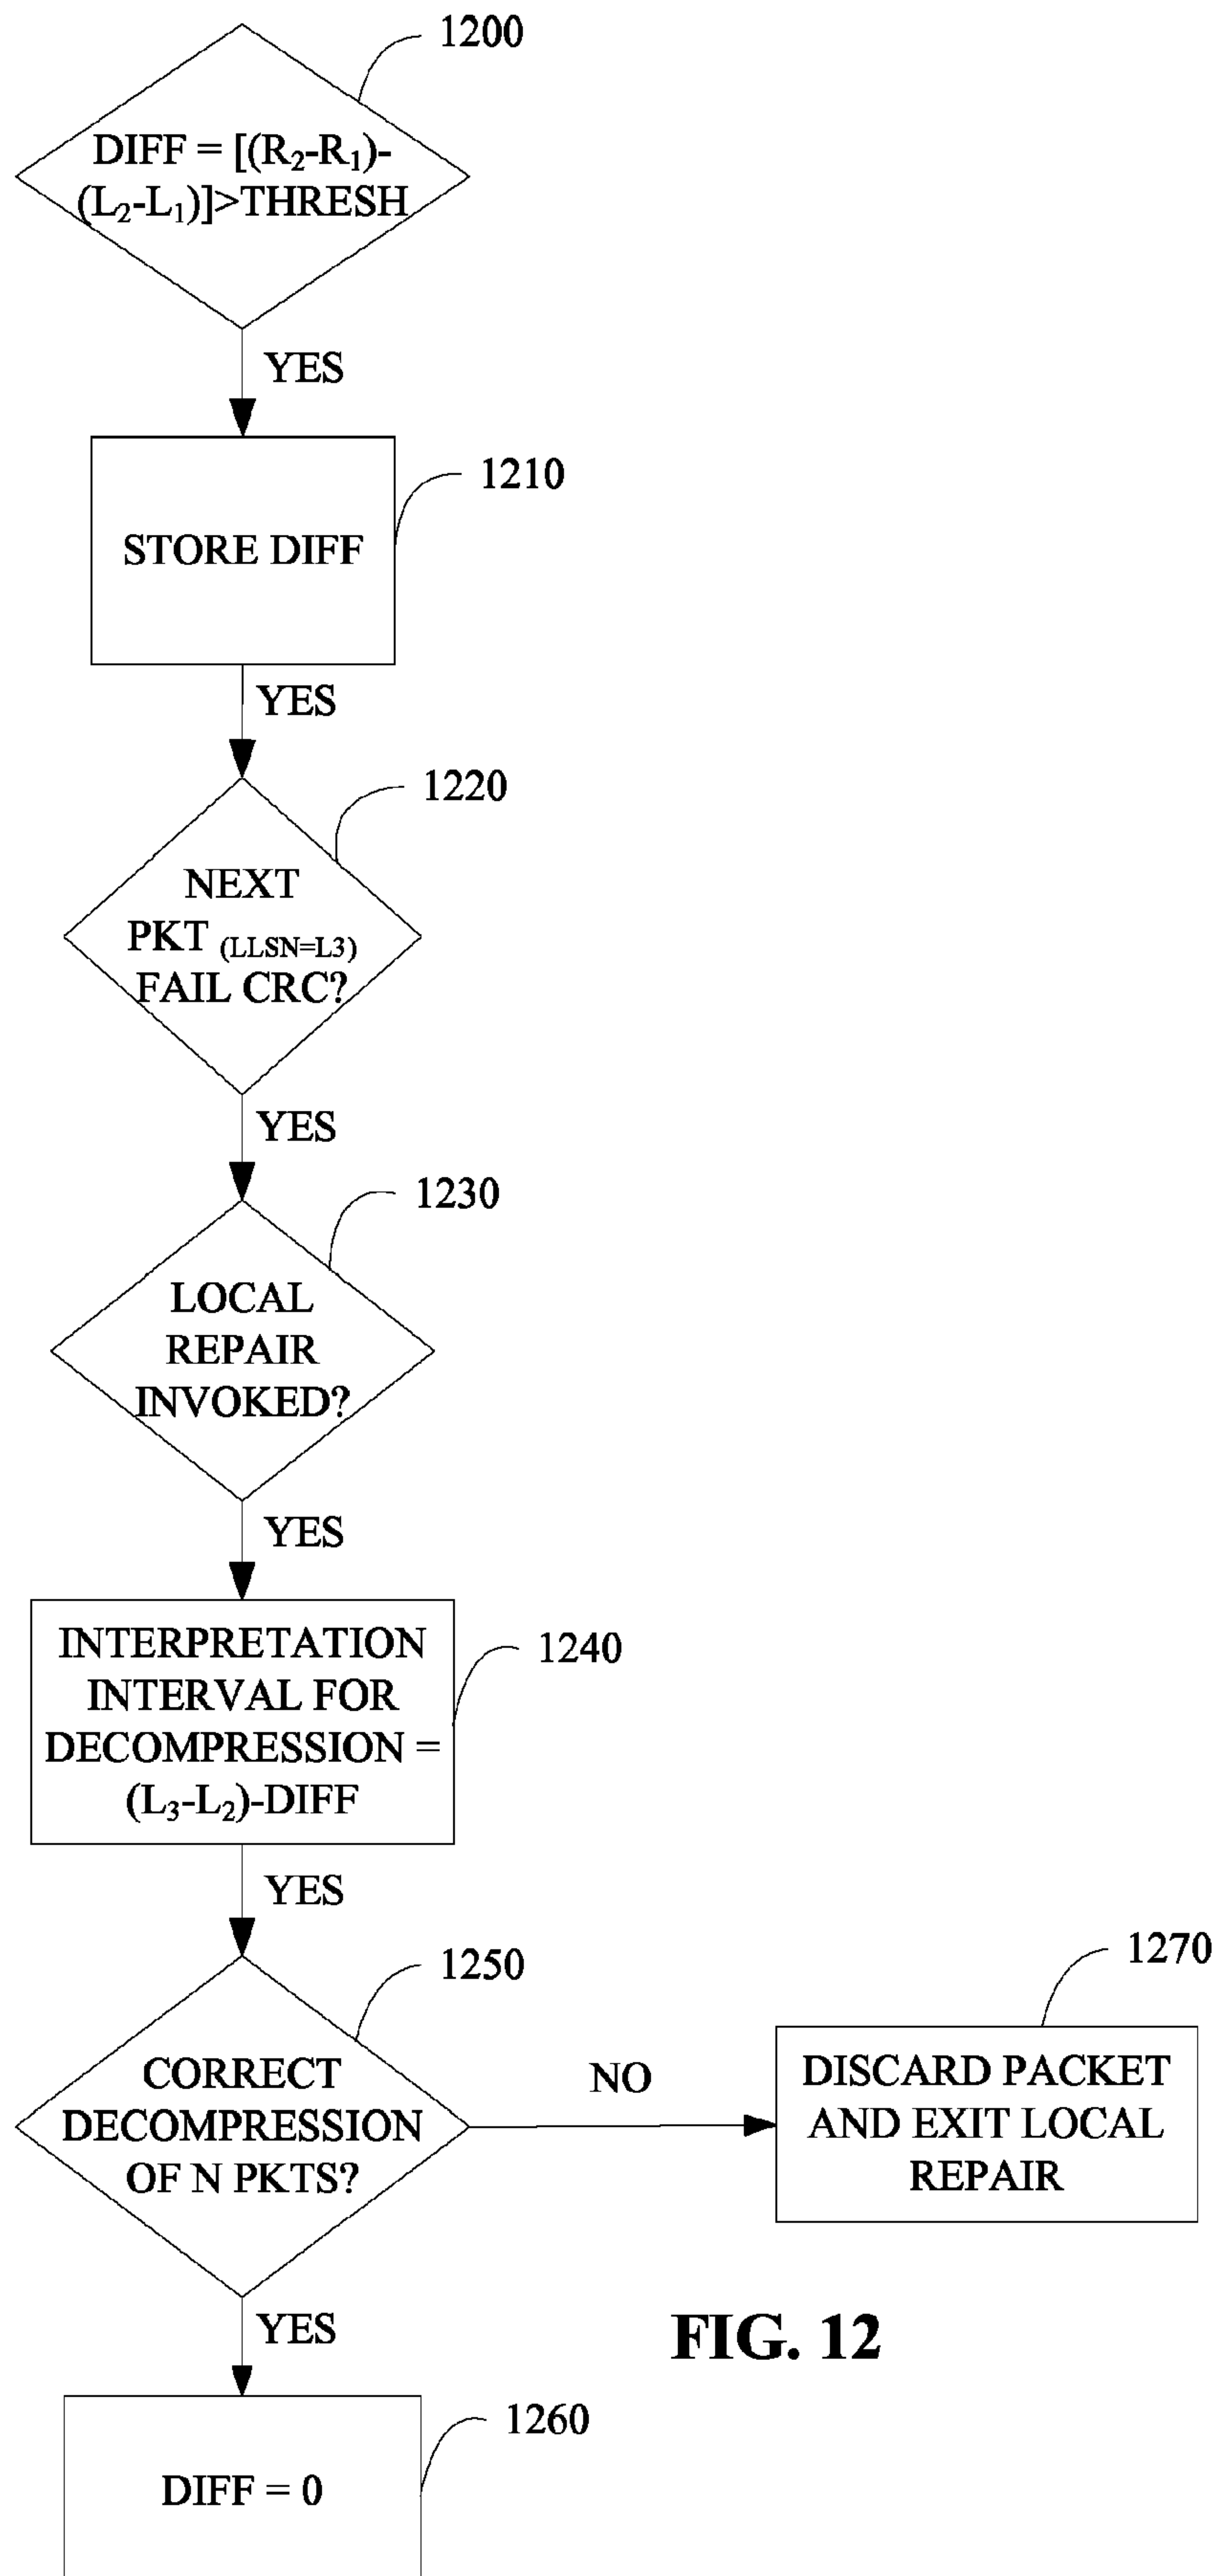 1200
DIFF = [(R₂-R₁)-
(L₂-L₁)]>THRESH
YES
1210
STORE DIFF
YES
1220
NEXT
PKT (LLSN=L3)
FAIL CRC?
YES
1230
LOCAL
REPAIR
INVOKED?
YES
1240
INTERPRETATION
INTERVAL FOR
DECOMPRESSION =
(L₃-L₂)-DIFF
YES
1250
CORRECT
DECOMPRESSION
OF N PKTS?
NO
1270
DISCARD PACKET
AND EXIT LOCAL
REPAIR
YES
FIG. 12
1260
DIFF = 0